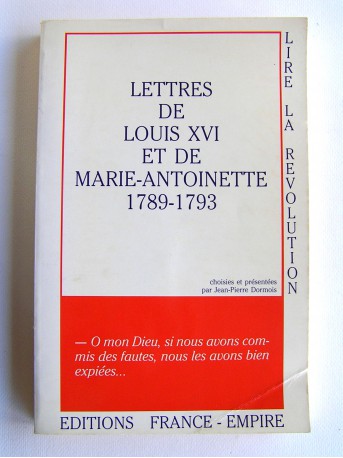 LETTRES
DE
LOUIS XVI
ET DE
MARIE-ANTOINETTE
1789-1793
LIRE LA REVOLUTION
choisies et présentées
par Jean-Pierre Dormois
— O mon Dieu, si nous avons com-
mis des fautes, nous les avons bien
expiées...
EDITIONS FRANCE - EMPIRE